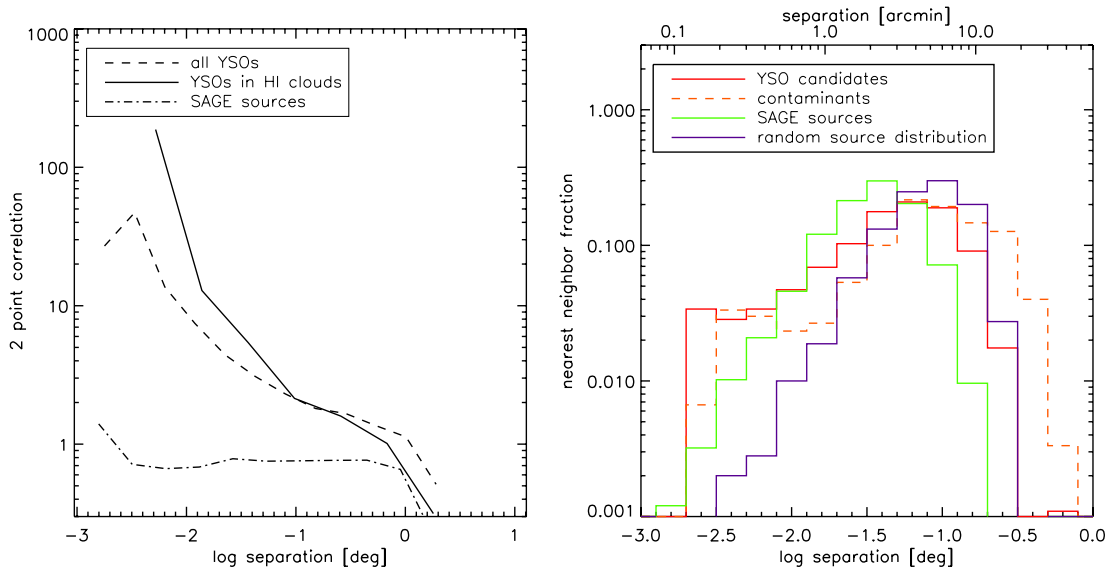 separation [arcmin]
0.1 1.0 10.0
1000
100
10
1
2 point correlation
all YSOs
YSOs in HI clouds
SAGE sources
−3 −2 −1 0 1
log separation [deg]
1.000
0.100
0.010
0.001
nearest neighbor fraction
YSO candidates
contaminants
SAGE sources
random source distribution
−3.0 −2.5 −2.0 −1.5 −1.0 −0.5 0.0
log separation [deg]